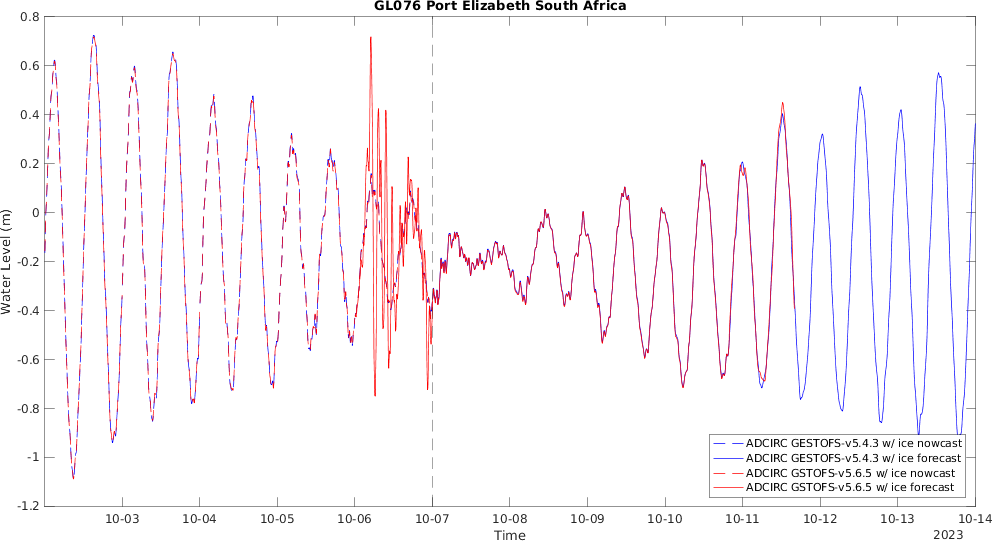 GL076 Port Elizabeth South Africa
0.8
0.6
0.4
0.2
0
-0.2
-0.4
-0.6
-0.8
-1
-1.2
Water Level (m)
ADCIRC GESTOFS-v5.4.3 w/ ice nowcast
ADCIRC GESTOFS-v5.4.3 w/ ice forecast
ADCIRC GSTOFS-v5.6.5 w/ ice nowcast
ADCIRC GSTOFS-v5.6.5 w/ ice forecast
10-03 10-04 10-05 10-06 10-07 10-08 10-09 10-10 10-11 10-12 10-13 10-14
Time
2023